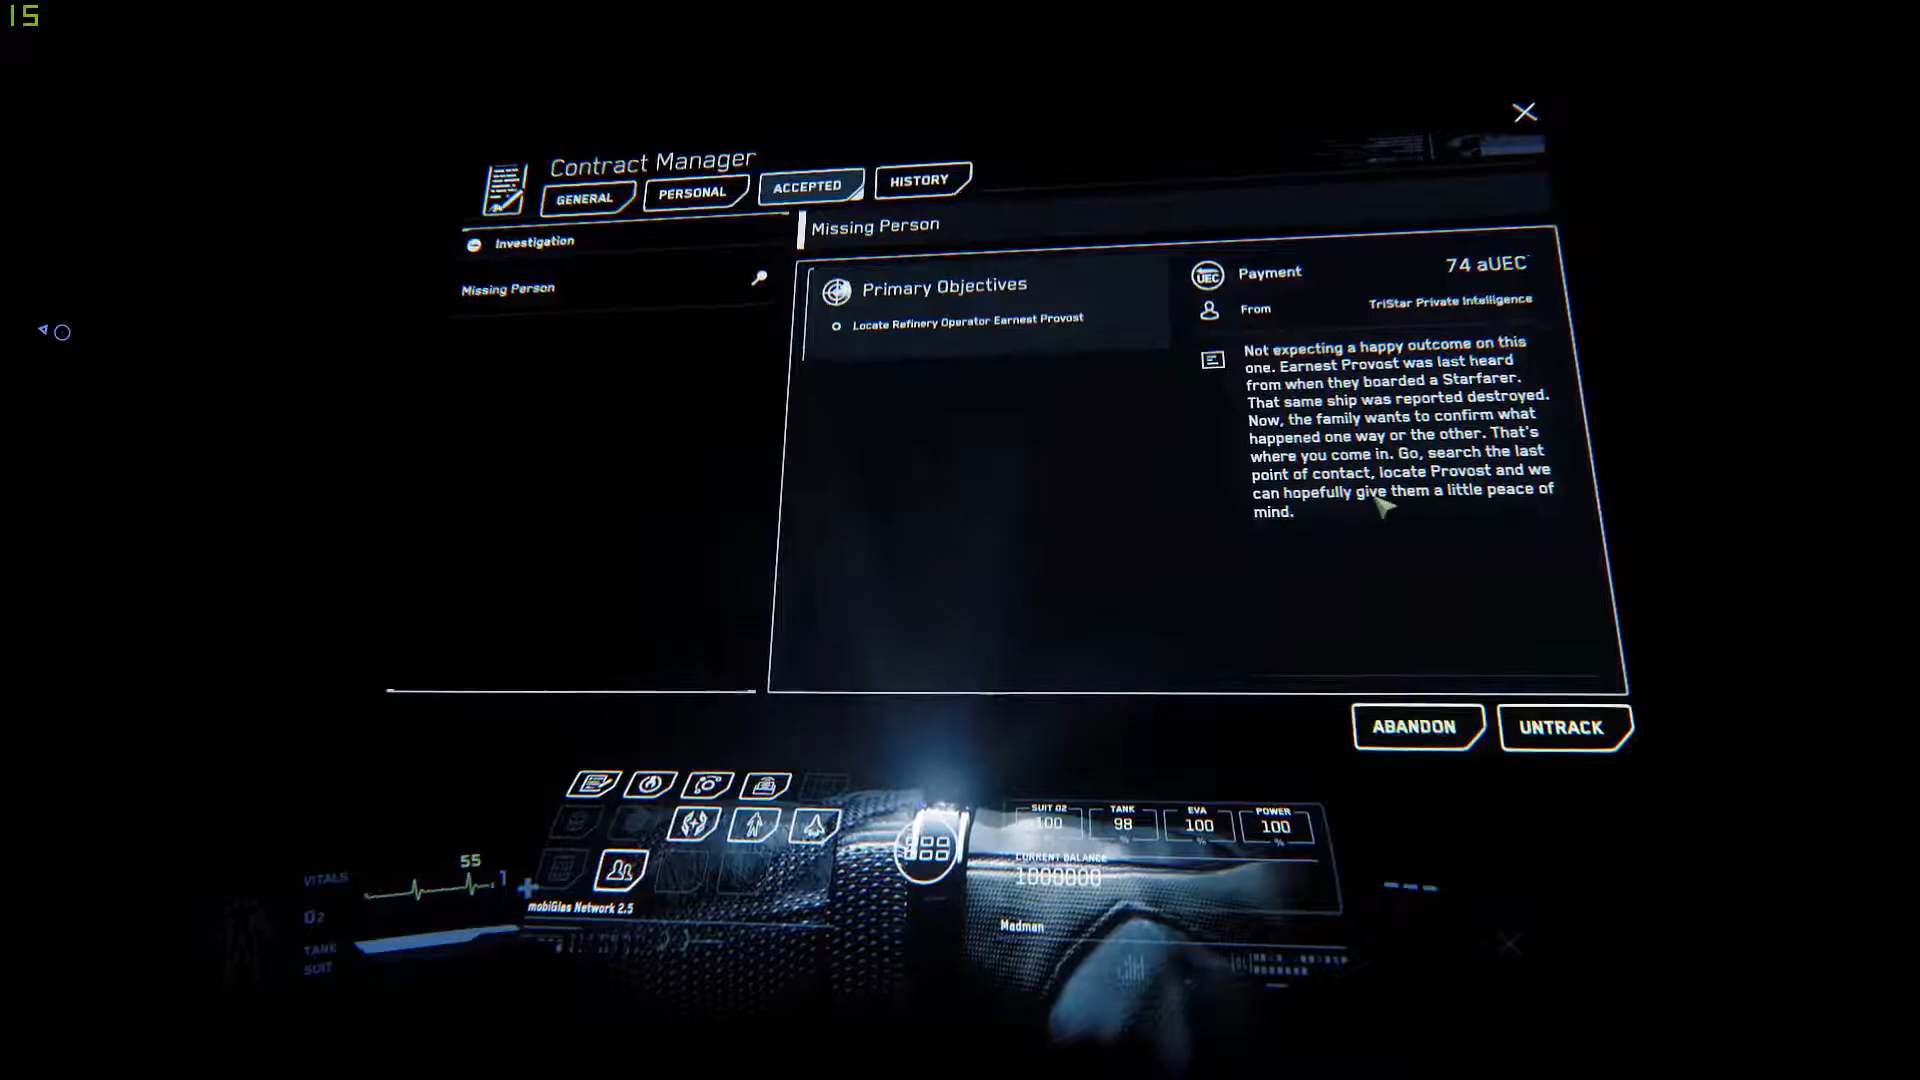 15
Contract Manager
GENERAL
PERSONAL
ACCEPTED
HISTORY
Investigation
Missing Person
Missing Person
Primary Objectives
Locate Refinery Operator Earnest Provost
UEC
Payment
74 aUEC
From
TriStar Private Intelligence
Not expecting a happy outcome on this
one. Earnest Provost was last heard
from when they boarded a Starfarer.
That same ship was reported destroyed.
Now, the family wants to confirm what
happened one way or the other. That's
where you come in. Go, search the last
point of contact, locate Provost and we
can hopefully give them a little peace of
mind.
ABANDON
UNTRACK
SUIT O2
100
TANK
98
%
EVA
100
%
POWER
100
%
CURRENT BALANCE
1000000
Madman
mobiGlas Network 2.5
VITALS
55
O2
TANK
SUIT